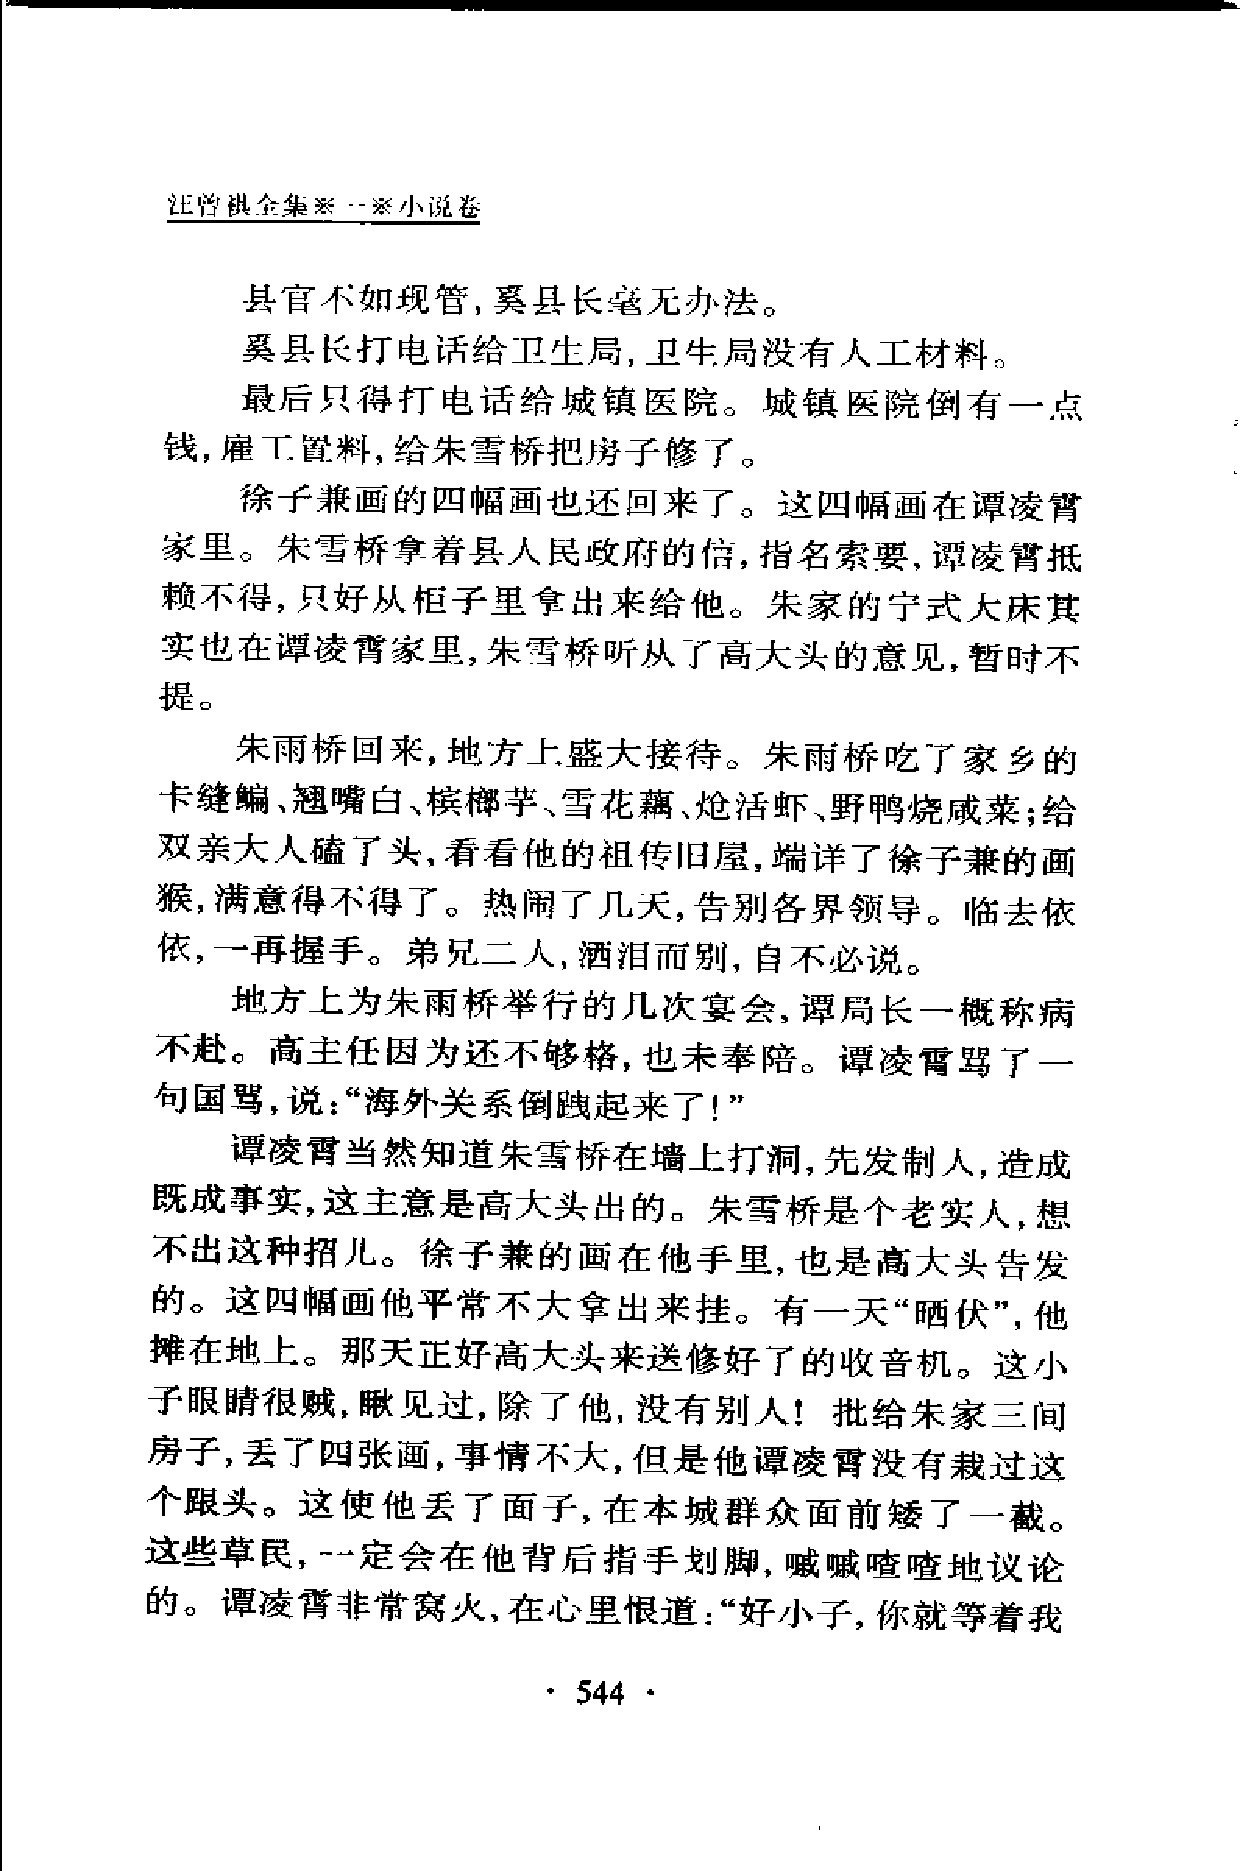 汪曾祺全集※一※小说卷
县官不如现管,奚县长毫无办法。
奚县长打电话给卫生局,卫生局没有人工材料。
最后只得打电话给城镇医院。城镇医院倒有一点
钱,雇工置料,给朱雪桥把房子修了。
徐子兼画的四幅画也还回来了。这四幅画在谭凌霄
家里。朱雪桥拿着县人民政府的信,指名索要,谭凌霄抵
赖不得,只好从柜子里拿出来给他。朱家的宁式大床其
实也在谭凌霄家里,朱雪桥听从了高大头的意见,暂时不
提。
朱雨桥回来,地方上盛大接待。朱雨桥吃了家乡的
卡缝鳊、翘嘴白、槟榔芋、雪花藕、炝活虾、野鸭烧咸菜;给
双亲大人磕了头,看看他的祖传旧屋,端详了徐子兼的画
猴,满意得不得了。热闹了几天,告别各界领导。临去依
依,一再握手。弟兄二人,洒泪而别,自不必说。
地方上为朱雨桥举行的几次宴会,谭局长一概称病
不赴。高主任因为还不够格,也未奉陪。谭凌霄骂了一
句国骂,说:“海外关系倒跩起来了!”
谭凌霄当然知道朱雪桥在墙上打洞,先发制人,造成
既成事实,这主意是高大头出的。朱雪桥是个老实人,想
不出这种招儿。徐子兼的画在他手里,也是高大头告发
的。这四幅画他平常不大拿出来挂。有一天“晒伏”,他
摊在地上。那天正好高大头来送修好了的收音机。这小
子眼睛很贼,瞅见过,除了他,没有别人! 批给朱家三间
房子,丢了四张画,事情不大,但是他谭凌霄没有栽过这
个跟头。这使他丢了面子,在本城群众面前矮了一截。
这些草民,一定会在他背后指手划脚,嘁嘁喳喳地议论
的。谭凌霄非常窝火,在心里恨道:“好小子,你就等着我
· 544 ·